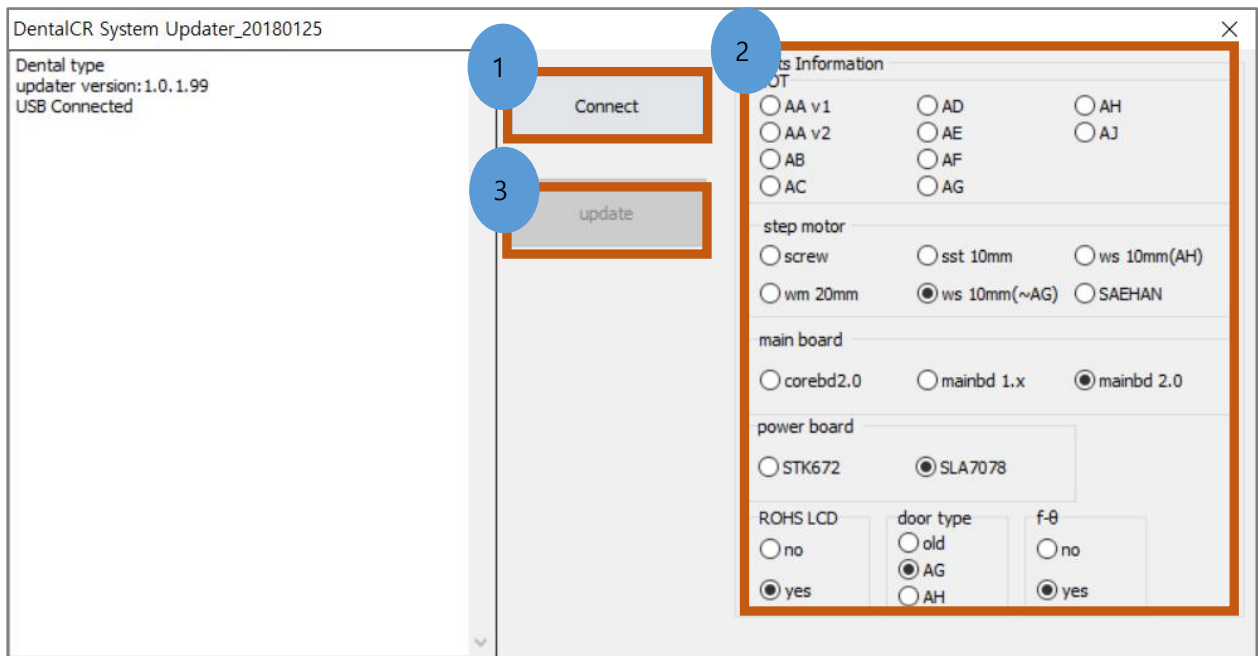 DentalCR System Updater_20180125
Dental type
updater version:1.0.1.99
USB Connected
1
Connect
3
update
2
Information
AA v1 AD AH
AA v2 AE AJ
AB AF
AC AG
step motor
screw sst 10mm ws 10mm(AH)
wm 20mm ws 10mm(~AG) SAEHAN
main board
corebd2.0 mainbd 1.x mainbd 2.0
power board
STK672 SLA7078
ROHS LCD door type f-θ
no old no
AG
yes AH yes